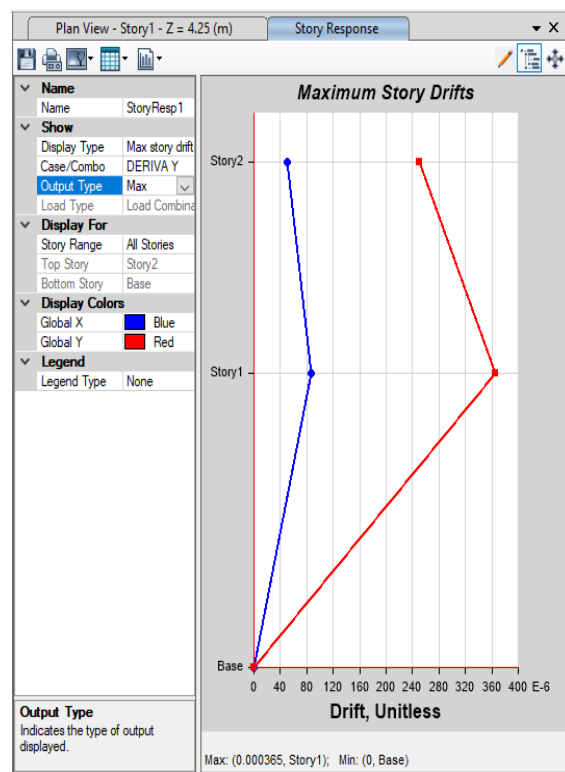 Plan View - Story1 - Z = 4.25 (m)
Story Response
Name
Name StoryResp1
Show
Display Type Max story drift
Case/Combo DERIVA Y
Output Type Max
Load Type Load Combina
Display For
Story Range All Stories
Top Story Story2
Bottom Story Base
Display Colors
Global X Blue
Global Y Red
Legend
Legend Type None
Output Type
Indicates the type of output
displayed.
Maximum Story Drifts
Story2
Story1
Base
0 40 80 120 160 200 240 280 320 360 400 E-6
Drift, Unitless
Max: (0.000365, Story1); Min: (0, Base)